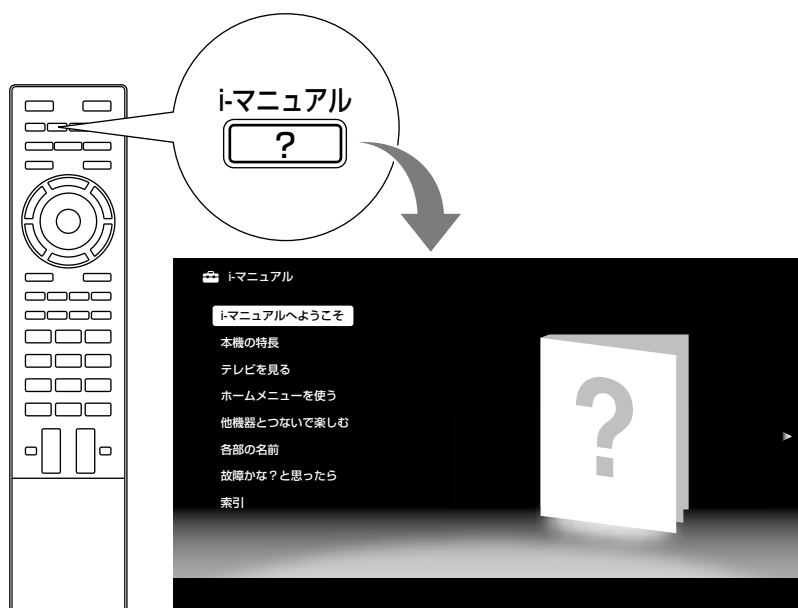 i-マニュアル
?
i-マニュアル
i-マニュアルへようこそ
本機の特長
テレビを見る
ホームメニューを使う
他機器とつないで楽しむ
各部の名前
故障かな？と思ったら
索引
?